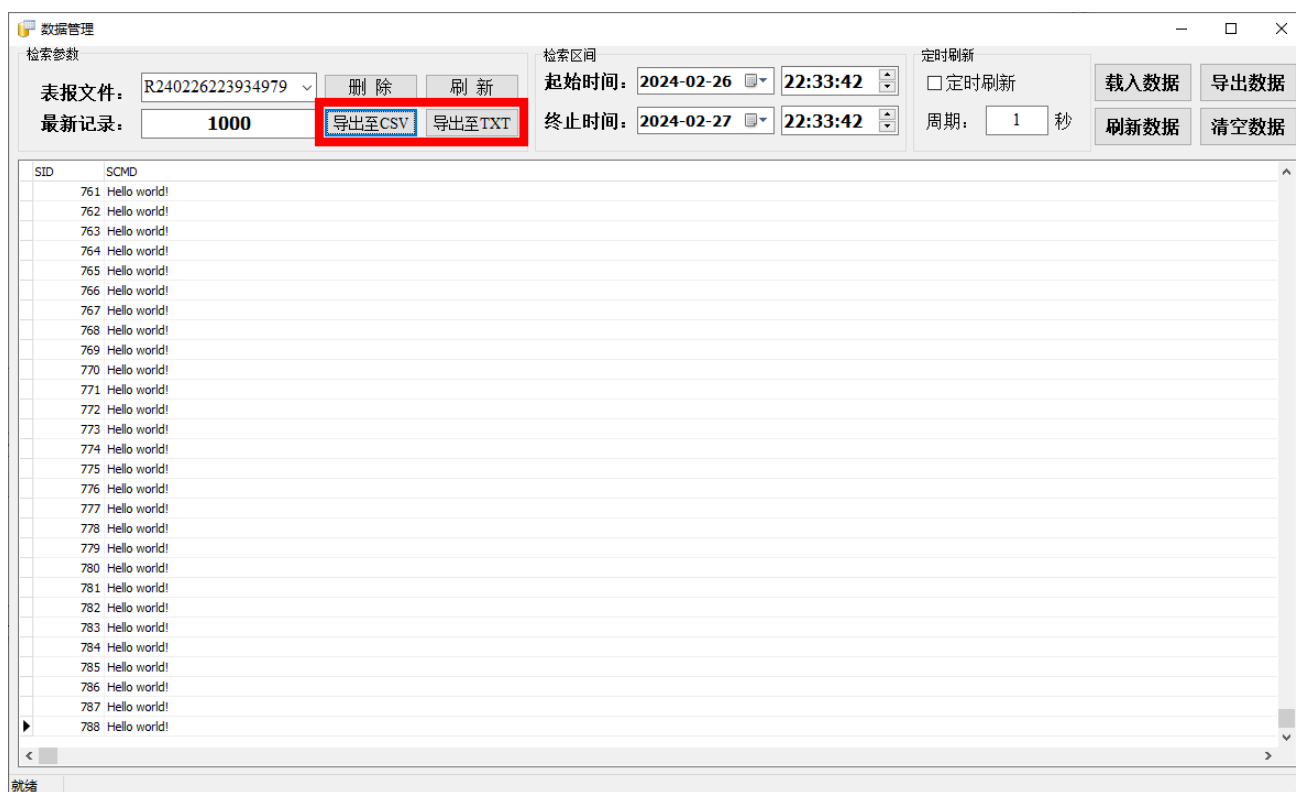 数据管理
检索参数
表报文件： R240226223934979 删 除 刷 新
最新记录： 1000 导出至CSV 导出至TXT
检索区间
起始时间： 2024-02-26 22:33:42
终止时间： 2024-02-27 22:33:42
定时刷新
定时刷新
周期： 1 秒
载入数据 导出数据
刷新数据 清空数据
SID SCMD
761 Hello world!
762 Hello world!
763 Hello world!
764 Hello world!
765 Hello world!
766 Hello world!
767 Hello world!
768 Hello world!
769 Hello world!
770 Hello world!
771 Hello world!
772 Hello world!
773 Hello world!
774 Hello world!
775 Hello world!
776 Hello world!
777 Hello world!
778 Hello world!
779 Hello world!
780 Hello world!
781 Hello world!
782 Hello world!
783 Hello world!
784 Hello world!
785 Hello world!
786 Hello world!
787 Hello world!
788 Hello world!
就绪